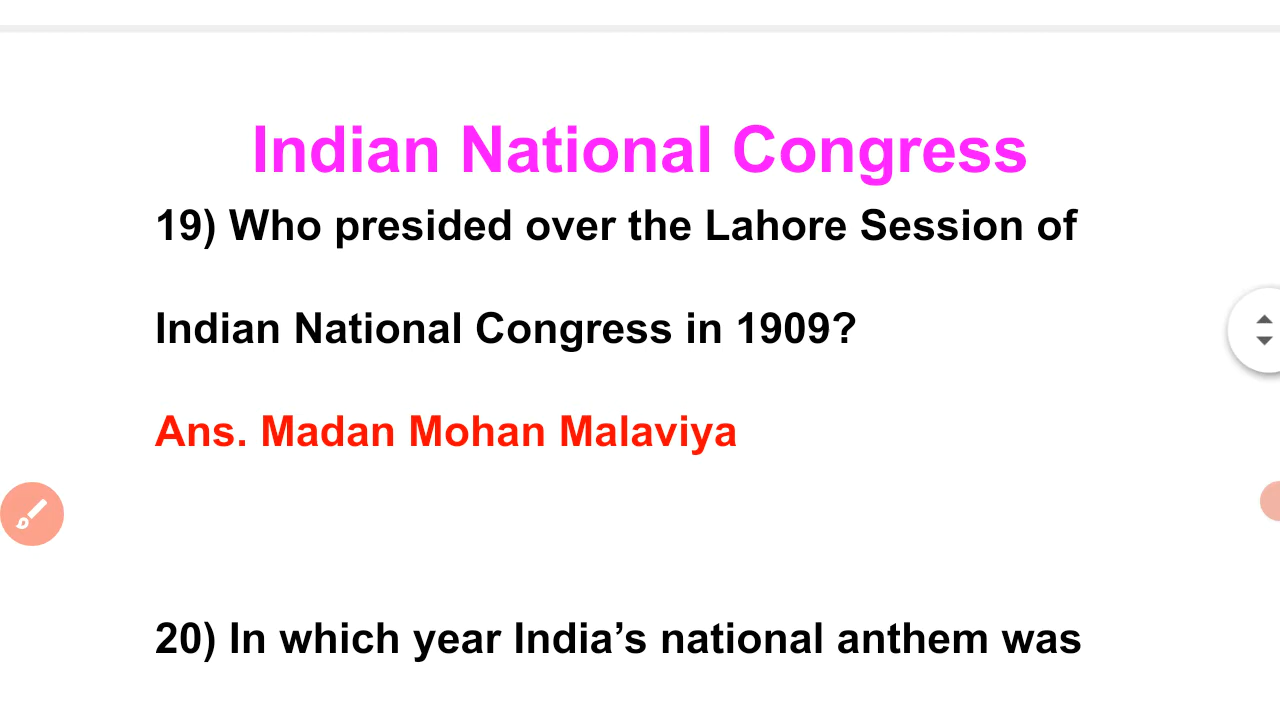 Indian National Congress
19) Who presided over the Lahore Session of
Indian National Congress in 1909?
Ans. Madan Mohan Malaviya
20) In which year India’s national anthem was